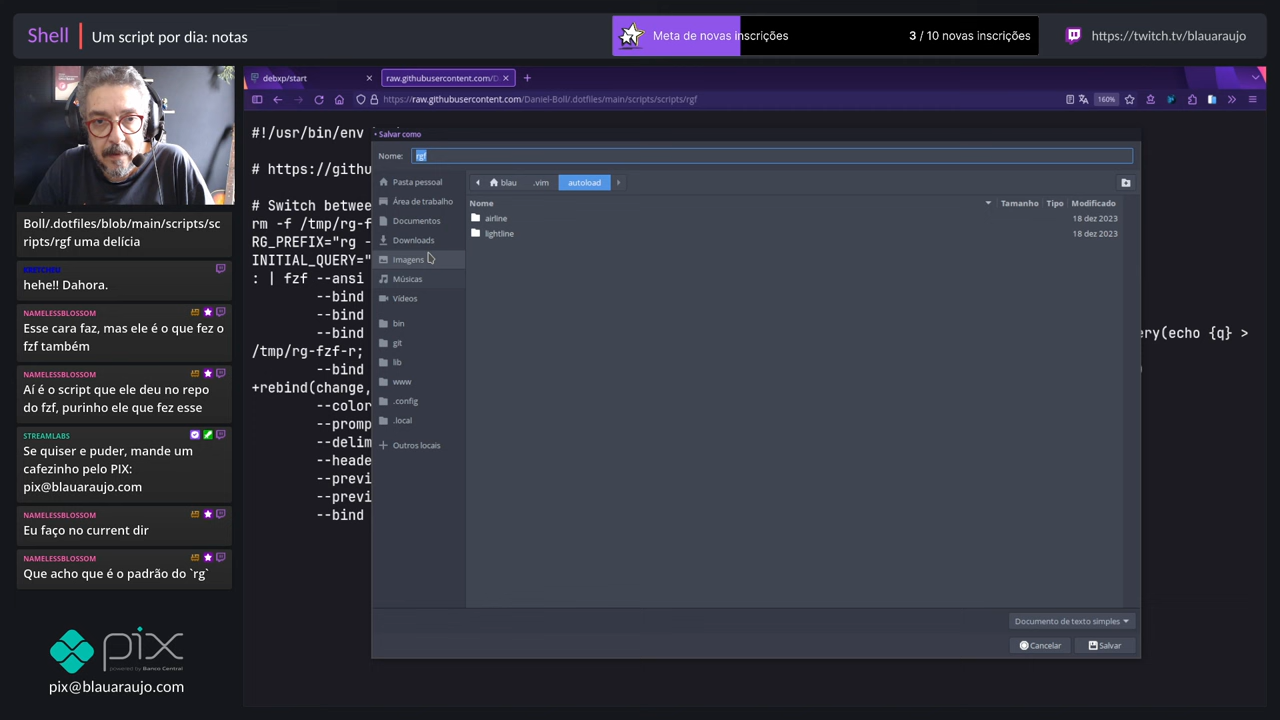 Shell
Um script por dia: notas
Meta de novas inscrições
3 / 10 novas inscrições
https://twitch.tv/blauaraujo
debxp/start
raw.githubusercontent.com/D
https://raw.githubusercontent.com/Daniel-Boll/.dotfiles/main/scripts/scripts/rgf
160%
Boll/.dotfiles/blob/main/scripts/sc
ripts/rgf uma delícia
hehe!! Dahora.
NAMELESSBLOSSOM
Esse cara faz, mas ele é o que fez o
fzf também
NAMELESSBLOSSOM
Aí é o script que ele deu no repo
do fzf, purinho ele que fez esse
STREAMLABS
Se quiser e puder, mande um
cafezinho pelo PIX:
pix@blauaraujo.com
NAMELESSBLOSSOM
Eu faço no current dir
NAMELESSBLOSSOM
Que acho que é o padrão do `rg`
pix
powered by Banco Central
pix@blauaraujo.com
#!/usr/bin/env
# https://githu
# Switch betwee
rm -f /tmp/rg-f
RG_PREFIX="rg -
INITIAL_QUERY="
: | fzf --ansi
--bind
--bind
--bind
ery(echo {q} >
/tmp/rg-fzf-r;
--bind
+rebind(change,
--color
--promp
--delim
--heade
--previ
--previ
--bind
Salvar como
Nome:
rgf
Pasta pessoal
Área de trabalho
Documentos
Downloads
Imagens
Músicas
Vídeos
bin
git
lib
www
.config
.local
Outros locais
blau
.vim
autoload
Nome
Tamanho
Tipo
Modificado
airline
18 dez 2023
lightline
18 dez 2023
Documento de texto simples
Cancelar
Salvar